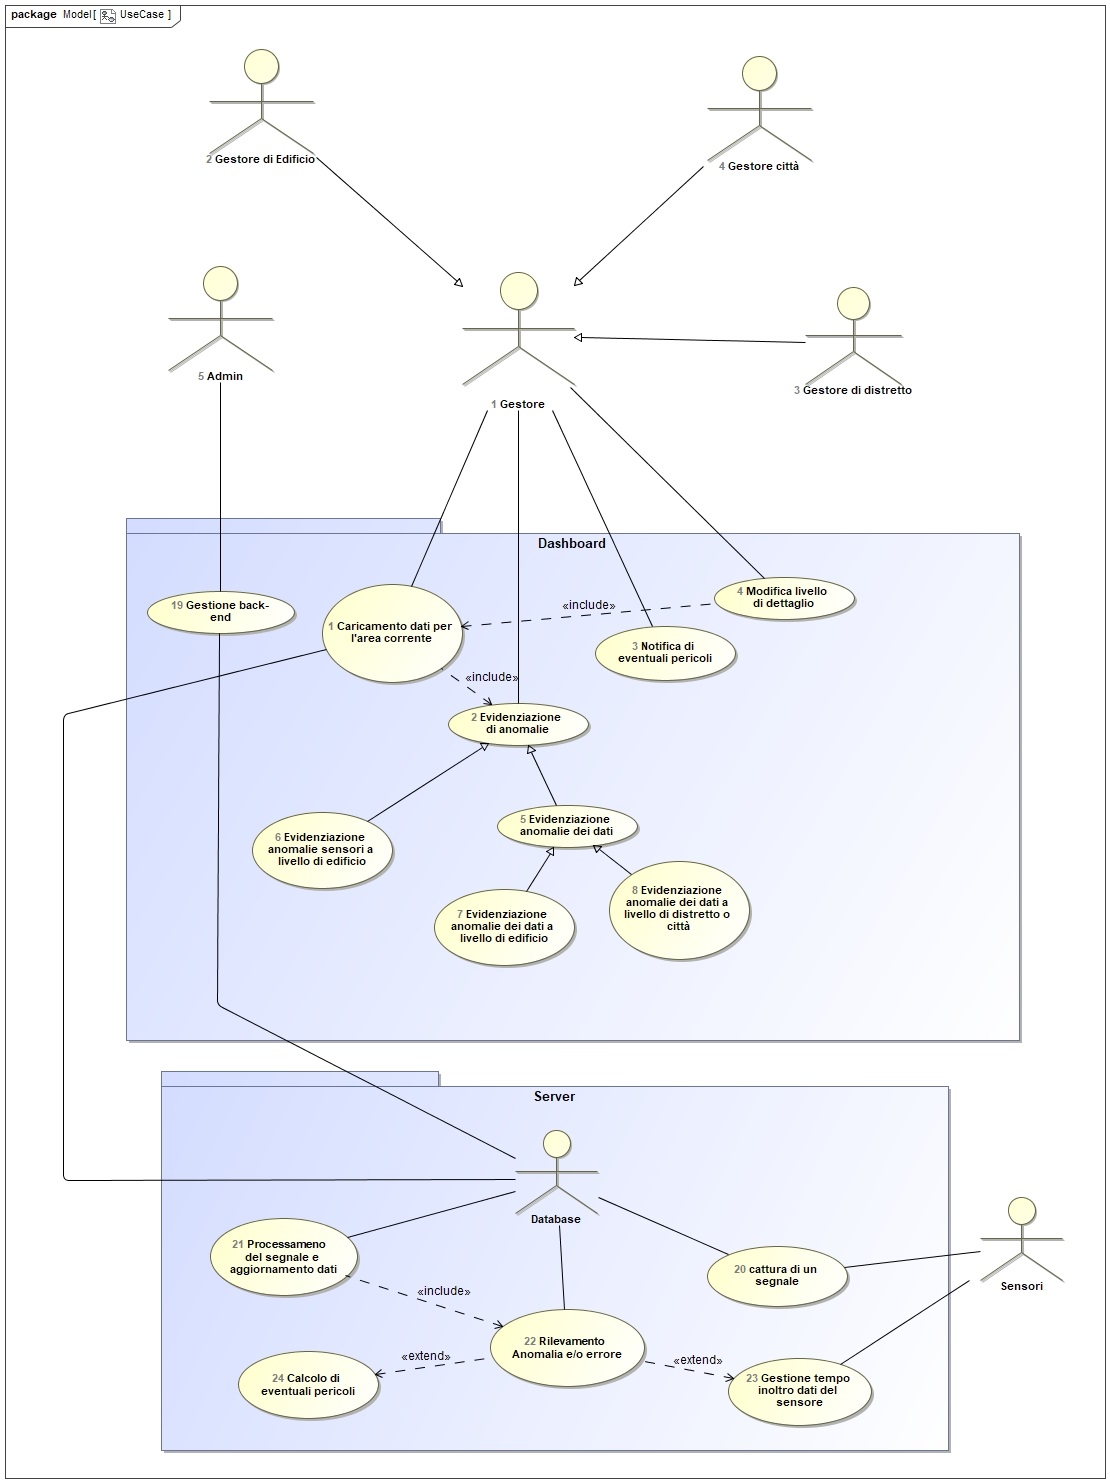 package Model[ UseCase ]
2 Gestore di Edificio
4 Gestore città
5 Admin
1 Gestore
3 Gestore di distretto
Dashboard
19 Gestione back-
end
1 Caricamento dati per
l'area corrente
«include»
4 Modifica livello
di dettaglio
3 Notifica di
eventuali pericoli
«include»
2 Evidenziazione
di anomalie
6 Evidenziazione
anomalie sensori a
livello di edificio
5 Evidenziazione
anomalie dei dati
7 Evidenziazione
anomalie dei dati a
livello di edificio
8 Evidenziazione
anomalie dei dati a
livello di distretto o
città
Server
Database
Sensori
21 Processameno
del segnale e
aggiornamento dati
20 cattura di un
segnale
«include»
22 Rilevamento
Anomalia e/o errore
«extend»
«extend»
24 Calcolo di
eventuali pericoli
23 Gestione tempo
inoltro dati del
sensore